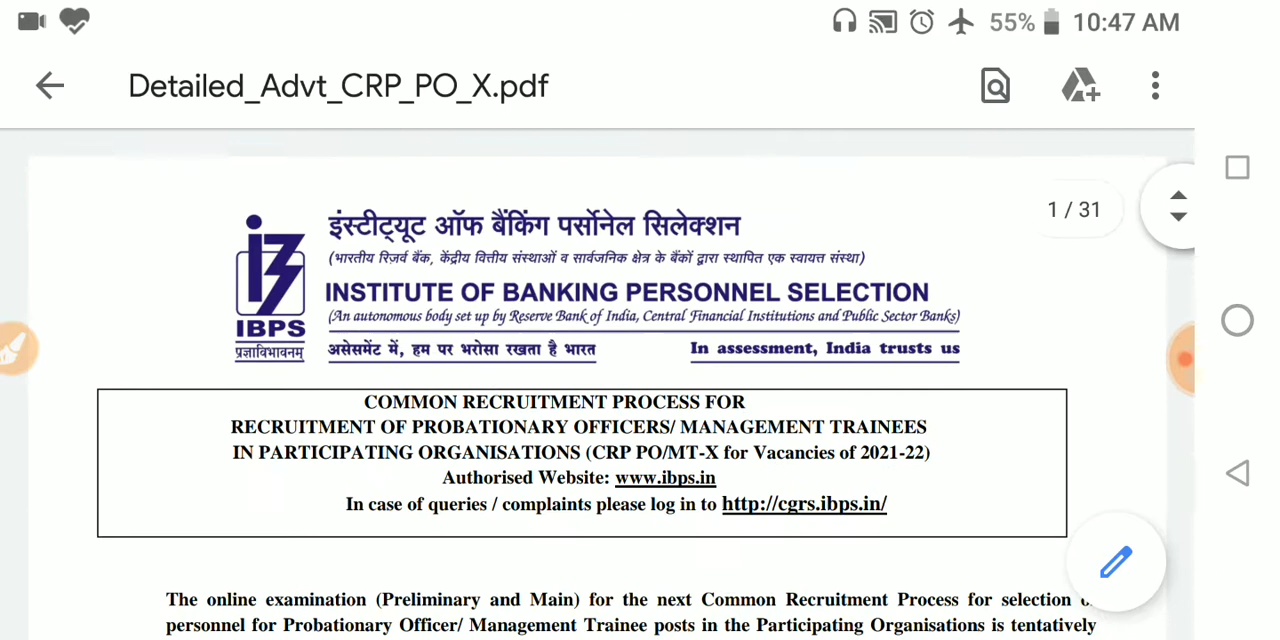 55% 10:47 AM
Detailed_Advt_CRP_PO_X.pdf
1 / 31
इंस्टीट्यूट ऑफ बैंकिंग पर्सोनेल सिलेक्शन
(भारतीय रिज़र्व बैंक, केंद्रीय वित्तीय संस्थाओं व सार्वजनिक क्षेत्र के बैंकों द्वारा स्थापित एक स्वायत्त संस्था)
INSTITUTE OF BANKING PERSONNEL SELECTION
(An autonomous body set up by Reserve Bank of India, Central Financial Institutions and Public Sector Banks)
IBPS
प्रज्ञाविभावनम्
असेसमेंट में, हम पर भरोसा रखता है भारत In assessment, India trusts us
COMMON RECRUITMENT PROCESS FOR
RECRUITMENT OF PROBATIONARY OFFICERS/ MANAGEMENT TRAINEES
IN PARTICIPATING ORGANISATIONS (CRP PO/MT-X for Vacancies of 2021-22)
Authorised Website: www.ibps.in
In case of queries / complaints please log in to http://cgrs.ibps.in/
The online examination (Preliminary and Main) for the next Common Recruitment Process for selection
personnel for Probationary Officer/ Management Trainee posts in the Participating Organisations is tentatively